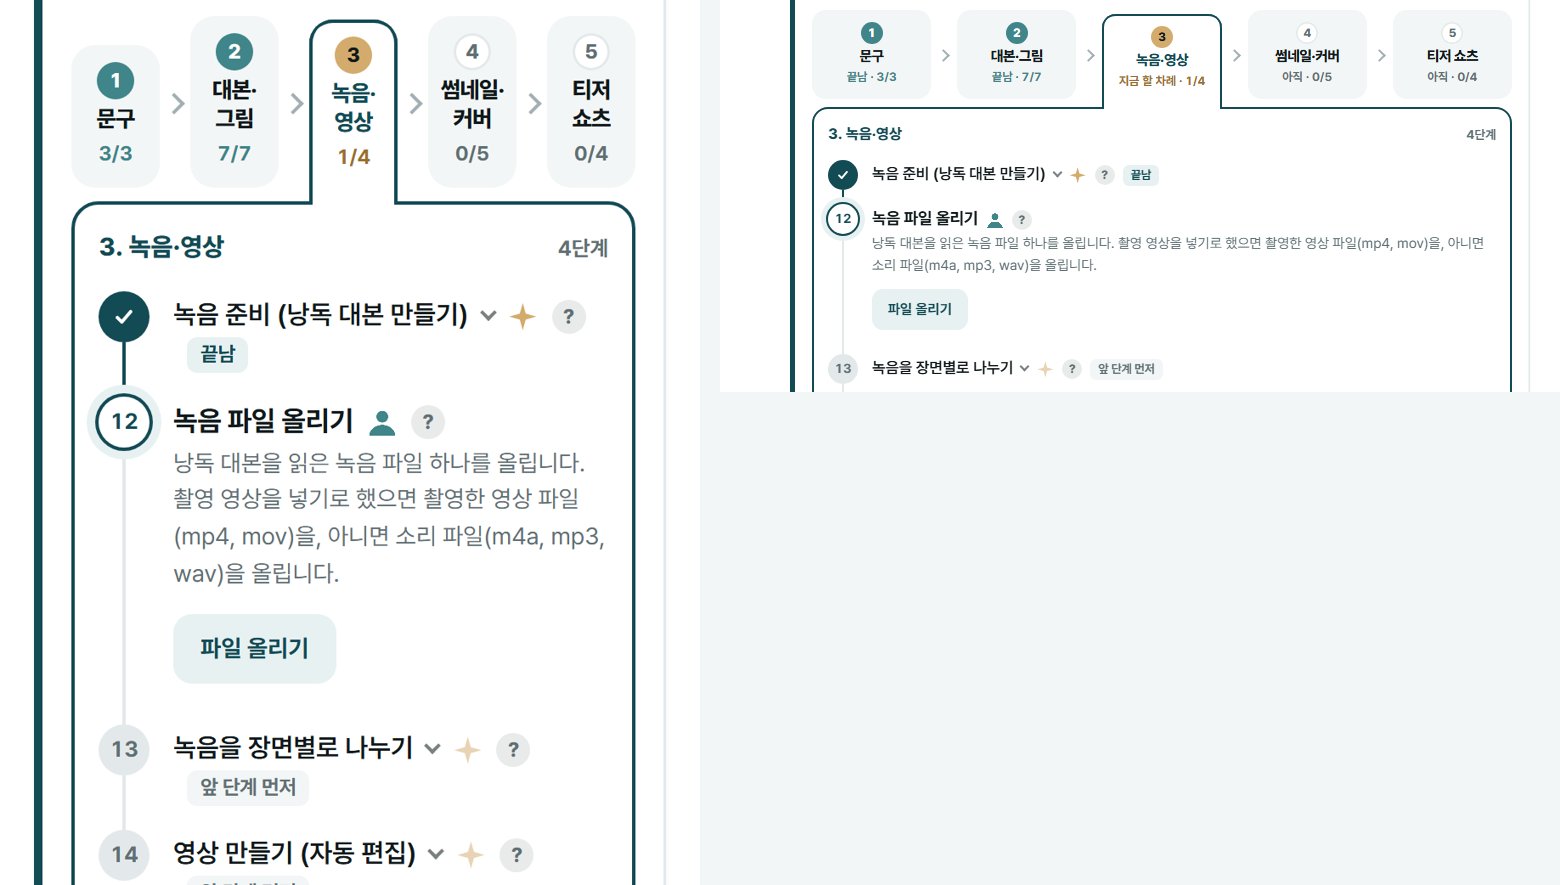 1
문구
3/3
2
대본·
그림
7/7
3
녹음·
영상
1/4
4
썸네일·
커버
0/5
5
티저
쇼츠
0/4
3. 녹음·영상
4단계
녹음 준비 (낭독 대본 만들기) ?
끝남
12 녹음 파일 올리기 ?
낭독 대본을 읽은 녹음 파일 하나를 올립니다.
촬영 영상을 넣기로 했으면 촬영한 영상 파일
(mp4, mov)을, 아니면 소리 파일(m4a, mp3,
wav)을 올립니다.
파일 올리기
13 녹음을 장면별로 나누기 ?
앞 단계 먼저
14 영상 만들기 (자동 편집) ?
1
문구
끝남 · 3/3
2
대본·그림
끝남 · 7/7
3
녹음·영상
지금 할 차례 · 1/4
4
썸네일·커버
아직 · 0/5
5
티저 쇼츠
아직 · 0/4
3. 녹음·영상
4단계
녹음 준비 (낭독 대본 만들기) ? 끝남
12 녹음 파일 올리기 ?
낭독 대본을 읽은 녹음 파일 하나를 올립니다. 촬영 영상을 넣기로 했으면 촬영한 영상 파일(mp4, mov)을, 아니면
소리 파일(m4a, mp3, wav)을 올립니다.
파일 올리기
13 녹음을 장면별로 나누기 ? 앞 단계 먼저